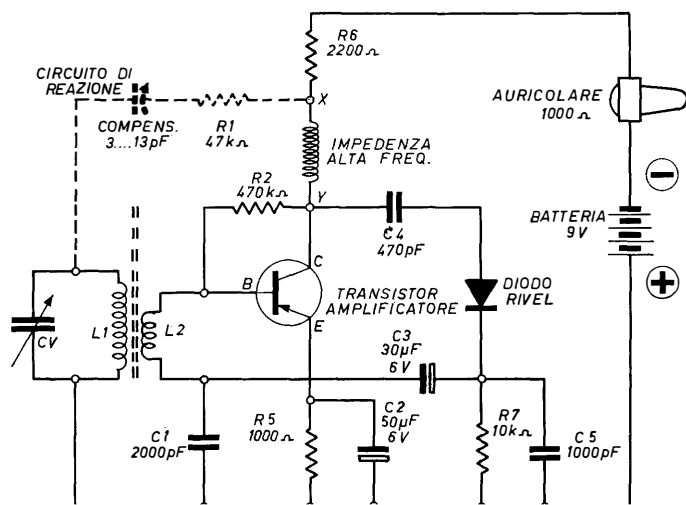 R6
2200Ω
CIRCUITO DI
REAZIONE
COMPENS.
3....13pF
R1
47kΩ
X
AURICOLARE
1000Ω
IMPEDENZA
ALTA FREQ.
−
R2
470kΩ
Y
C4
470pF
BATTERIA
9V
+
CV
L1
L2
B
C
E
TRANSISTOR
AMPLIFICATORE
DIODO
RIVEL
C3
30µF
6V
C1
2000pF
R5
1000Ω
C2
50µF
6V
R7
10kΩ
C5
1000pF